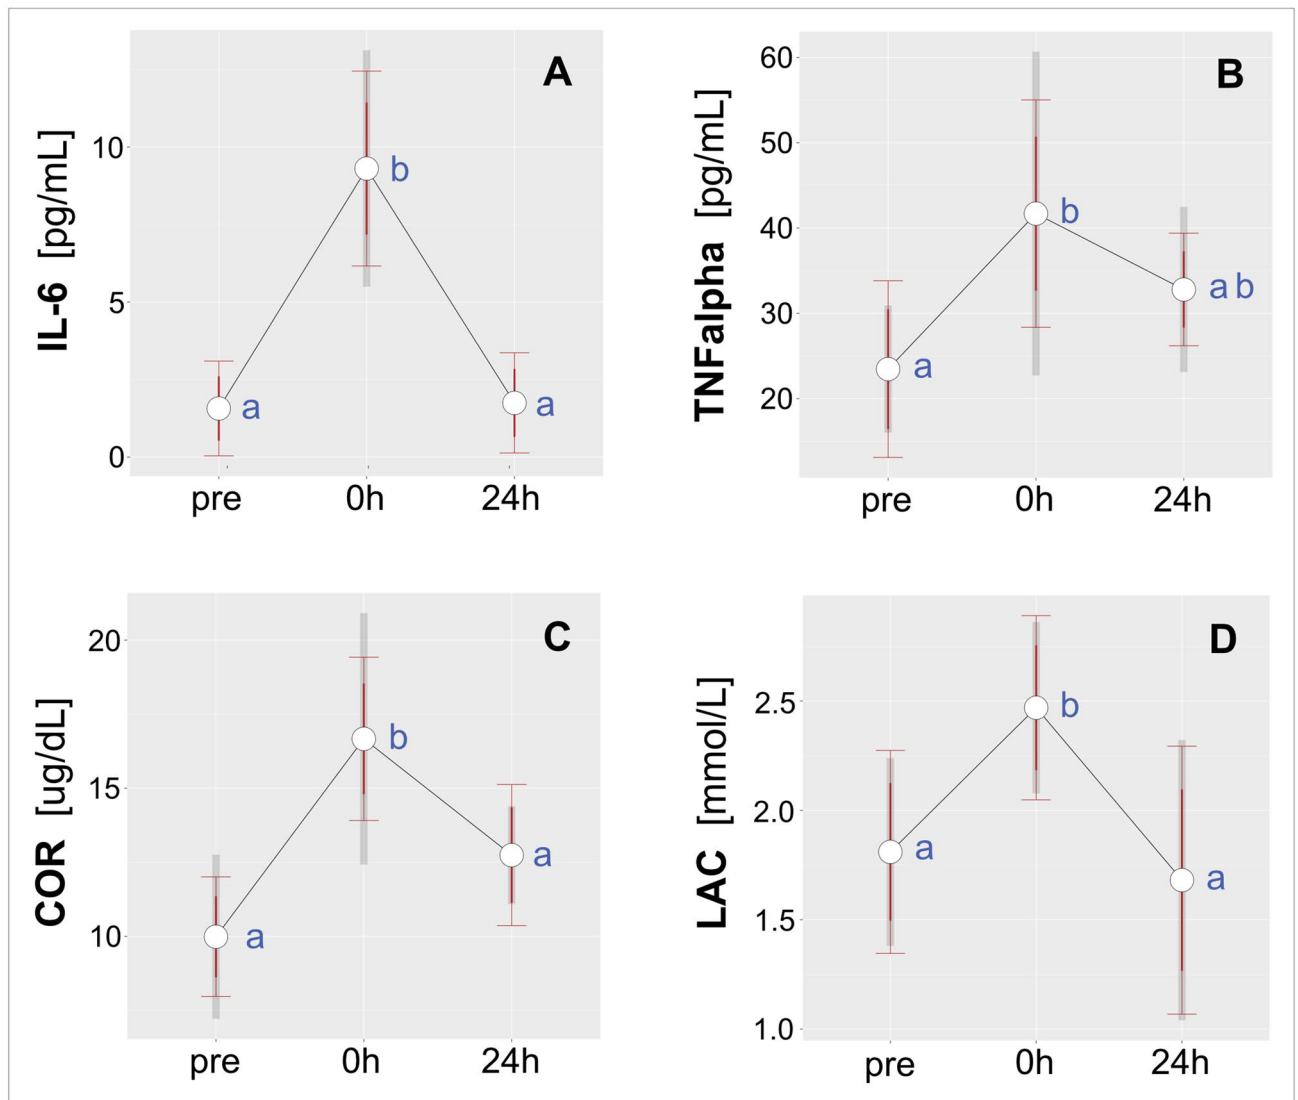 A
IL-6 [pg/mL]
10
5
0
b
a
a
pre 0h 24h
B
TNFalpha [pg/mL]
60
50
40
30
20
b
a b
a
pre 0h 24h
C
COR [ug/dL]
20
15
10
b
a
a
pre 0h 24h
D
LAC [mmol/L]
2.5
2.0
1.5
1.0
b
a
a
pre 0h 24h